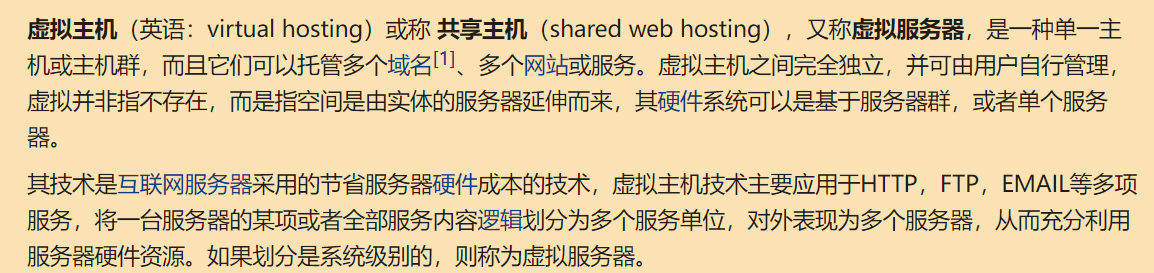 虚拟主机（英语：virtual hosting）或称 共享主机（shared web hosting），又称虚拟服务器，是一种单一主
机或主机群，而且它们可以托管多个域名[1]、多个网站或服务。虚拟主机之间完全独立，并可由用户自行管理，
虚拟并非指不存在，而是指空间是由实体的服务器延伸而来，其硬件系统可以是基于服务器群，或者单个服务
器。
其技术是互联网服务器采用的节省服务器硬件成本的技术，虚拟主机技术主要应用于HTTP，FTP，EMAIL等多项
服务，将一台服务器的某项或者全部服务内容逻辑划分为多个服务单位，对外表现为多个服务器，从而充分利用
服务器硬件资源。如果划分是系统级别的，则称为虚拟服务器。